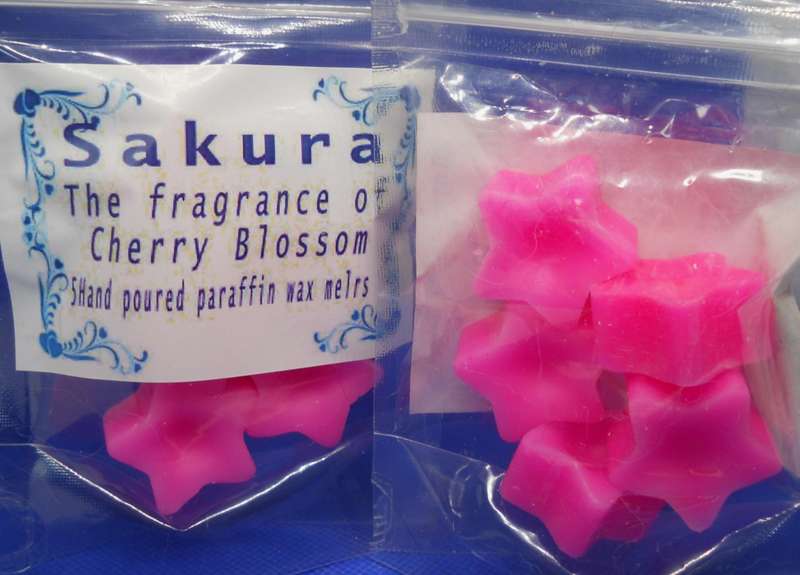 Sakura
The fragrance of
Cherry Blossom
5Hand poured paraffin wax melrs